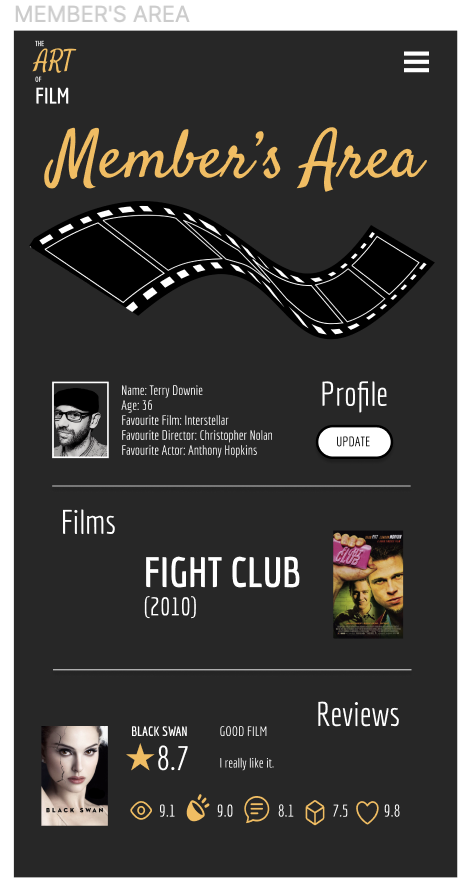 MEMBER'S AREA
THE
ART
OF
FILM
Member's Area
Name: Terry Downie
Age: 36
Favourite Film: Interstellar
Favourite Director: Christopher Nolan
Favourite Actor: Anthony Hopkins
Profile
UPDATE
Films
FIGHT CLUB
(2010)
FIGHT
CLUB
Reviews
BLACK SWAN
8.7
GOOD FILM
I really like it.
BLACK SWAN
9.1 9.0 8.1 7.5 9.8